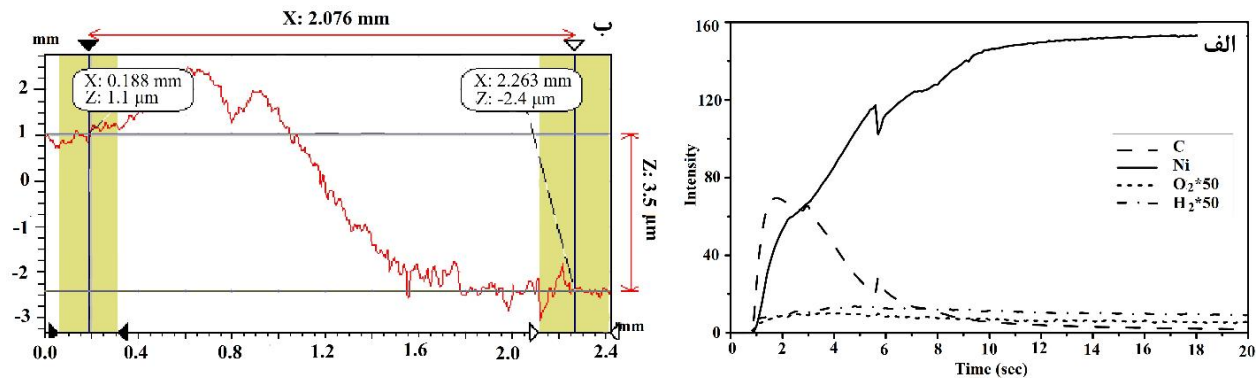 X: 2.076 mm
ب
mm
X: 0.188 mm
Z: 1.1 µm
X: 2.263 mm
Z: -2.4 µm
2
1
0
-1
-2
-3
Z: 3.5 µm
mm
0.0 0.4 0.8 1.2 1.6 2.0 2.4
الف
160
120
80
40
0
Intensity
C
Ni
O2*50
H2*50
0 2 4 6 8 10 12 14 16 18 20
Time (sec)